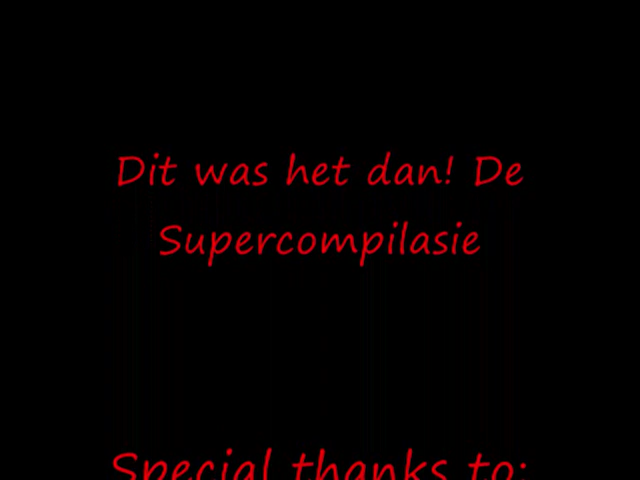 Dit was het dan! De
Supercompilasie
Special thanks to: